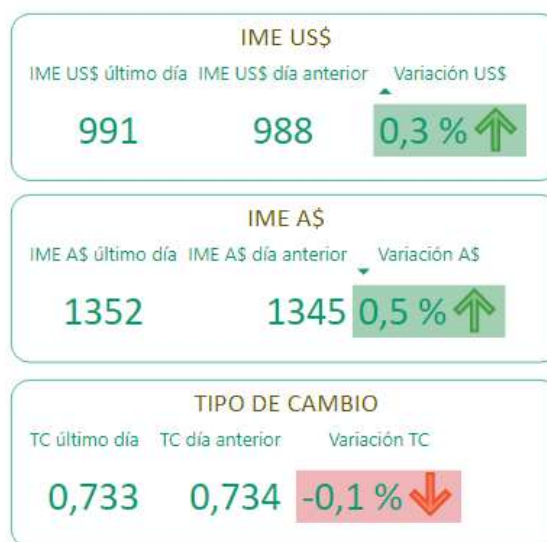 IME US$
IME US$ último día IME US$ día anterior Variación US$
991 988 0,3 %
IME A$
IME A$ último día IME A$ día anterior Variación A$
1352 1345 0,5 %
TIPO DE CAMBIO
TC último día TC día anterior Variación TC
0,733 0,734 -0,1 %